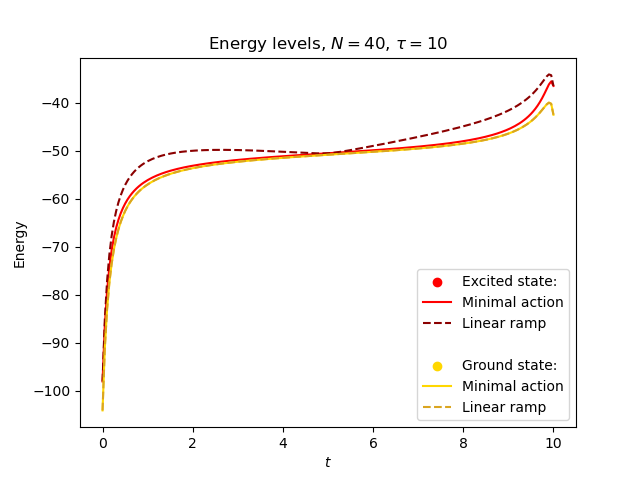 Energy levels, N = 40, τ = 10
Energy
−40
−50
−60
−70
−80
−90
−100
0 2 4 6 8 10
t
Excited state:
Minimal action
Linear ramp
Ground state:
Minimal action
Linear ramp